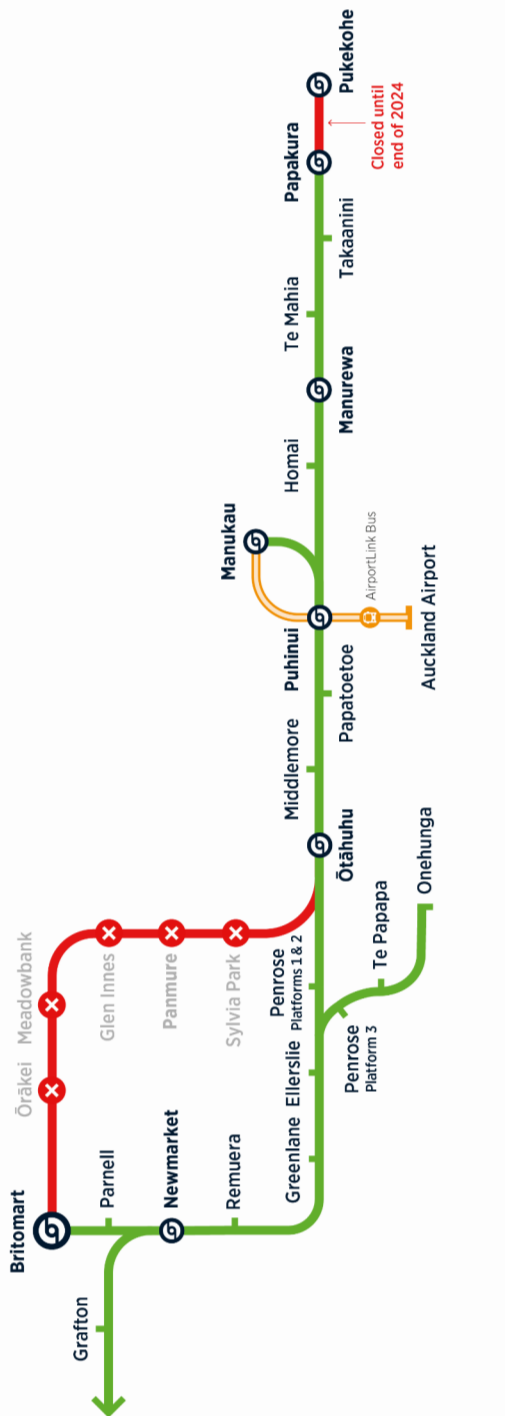 Britomart
Ōrākei
Meadowbank
Glen Innes
Panmure
Sylvia Park
Grafton
Parnell
Newmarket
Remuera
Greenlane
Ellerslie
Penrose
Platforms 1 & 2
Penrose
Platform 3
Te Papapa
Onehunga
Ōtāhuhu
Middlemore
Papatoetoe
Puhinui
Manukau
AirportLink Bus
Auckland Airport
Homai
Manurewa
Te Mahia
Takaanini
Papakura
Pukekohe
Closed until
end of 2024